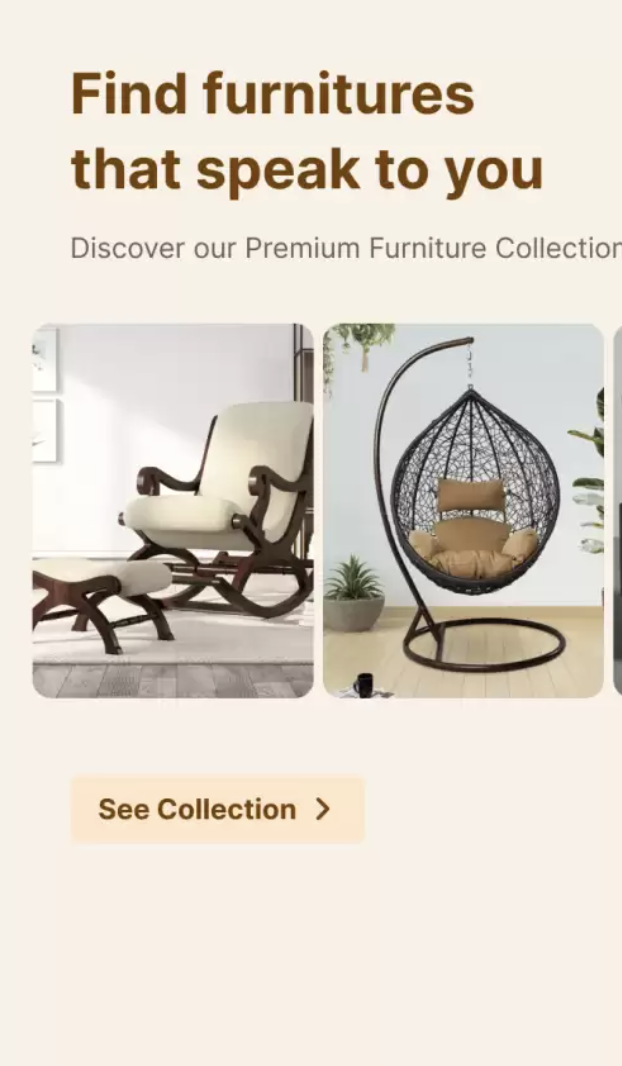 Find furnitures
that speak to you
Discover our Premium Furniture Collection
See Collection